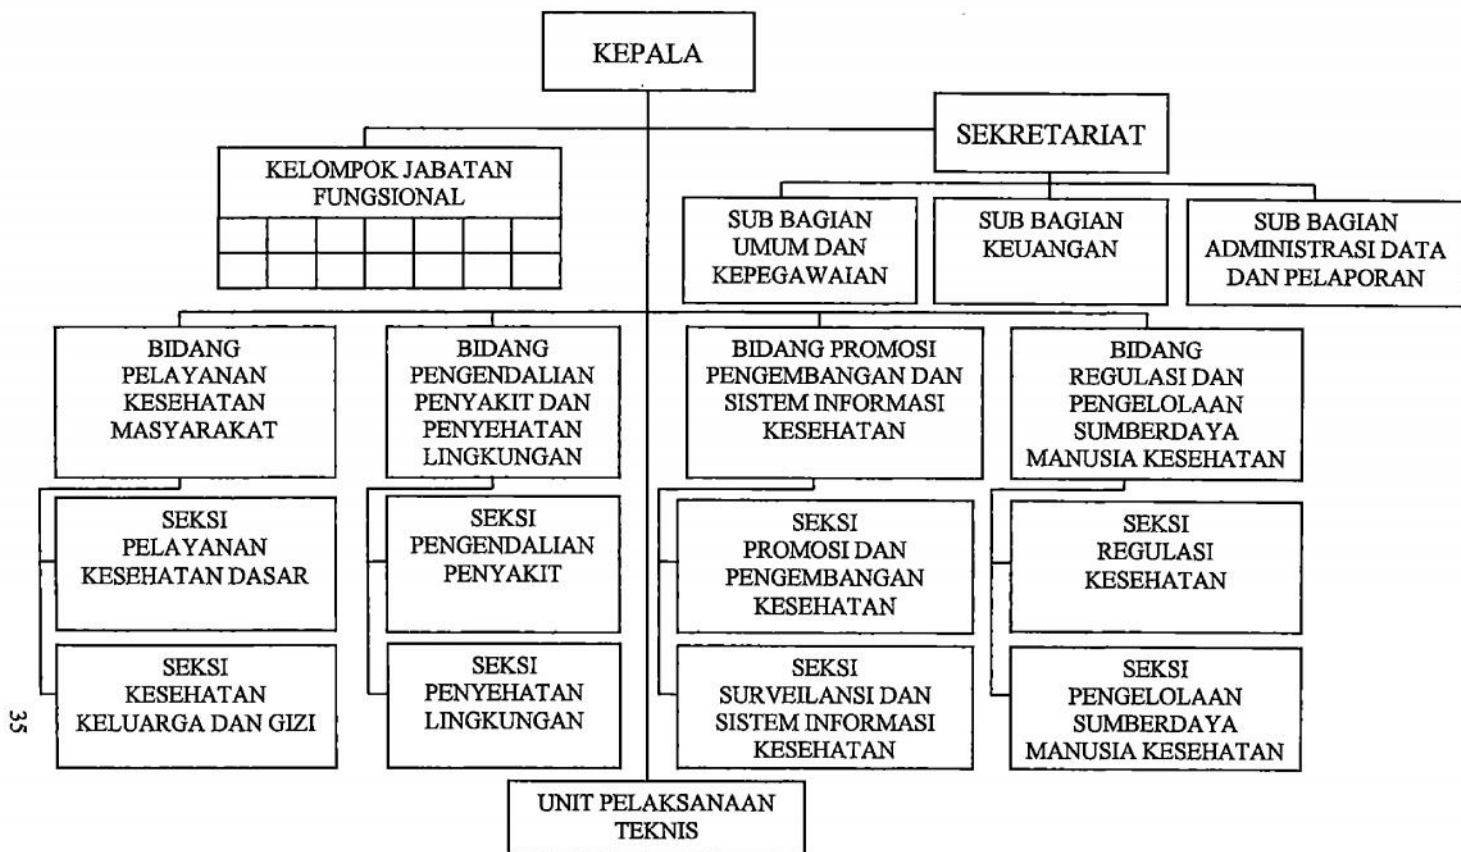 KEPALA
SEKRETARIAT
KELOMPOK JABATAN
FUNGSIONAL
SUB BAGIAN
UMUM DAN
KEPEGAWAIAN
SUB BAGIAN
KEUANGAN
SUB BAGIAN
ADMINISTRASI DATA
DAN PELAPORAN
BIDANG
PELAYANAN
KESEHATAN
MASYARAKAT
BIDANG
PENGENDALIAN
PENYAKIT DAN
PENYEHATAN
LINGKUNGAN
BIDANG PROMOSI
PENGEMBANGAN DAN
SISTEM INFORMASI
KESEHATAN
BIDANG
REGULASI DAN
PENGELOLAAN
SUMBERDAYA
MANUSIA KESEHATAN
SEKSI
PELAYANAN
KESEHATAN DASAR
SEKSI
PENGENDALIAN
PENYAKIT
SEKSI
PROMOSI DAN
PENGEMBANGAN
KESEHATAN
SEKSI
REGULASI
KESEHATAN
SEKSI
KESEHATAN
KELUARGA DAN GIZI
SEKSI
PENYEHATAN
LINGKUNGAN
SEKSI
SURVEILANSI DAN
SISTEM INFORMASI
KESEHATAN
SEKSI
PENGELOLAAN
SUMBERDAYA
MANUSIA KESEHATAN
35
UNIT PELAKSANAAN
TEKNIS